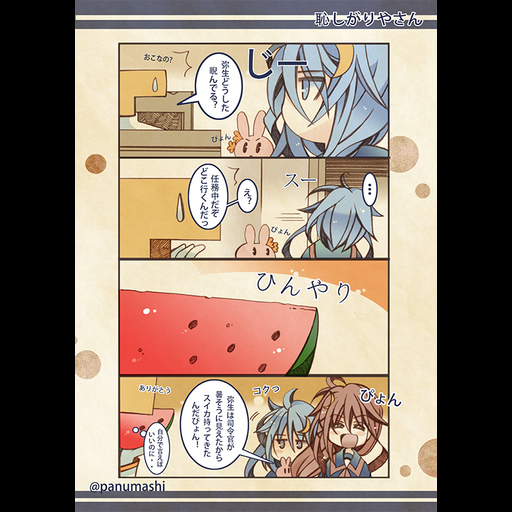 恥しがりやさん
じー
おこなの?
弥生どうした
睨んでる?
ぴょん
…
スー
え?
任務中だぞ
どこ行くんだっ
ぴょん
ひんやり
ぴょん
コクっ
弥生は司令官が
暑そうに見えたから
スイカ持ってきた
んだぴょん!
ありがとう
自分で言えば
いいのに・・
@panumashi